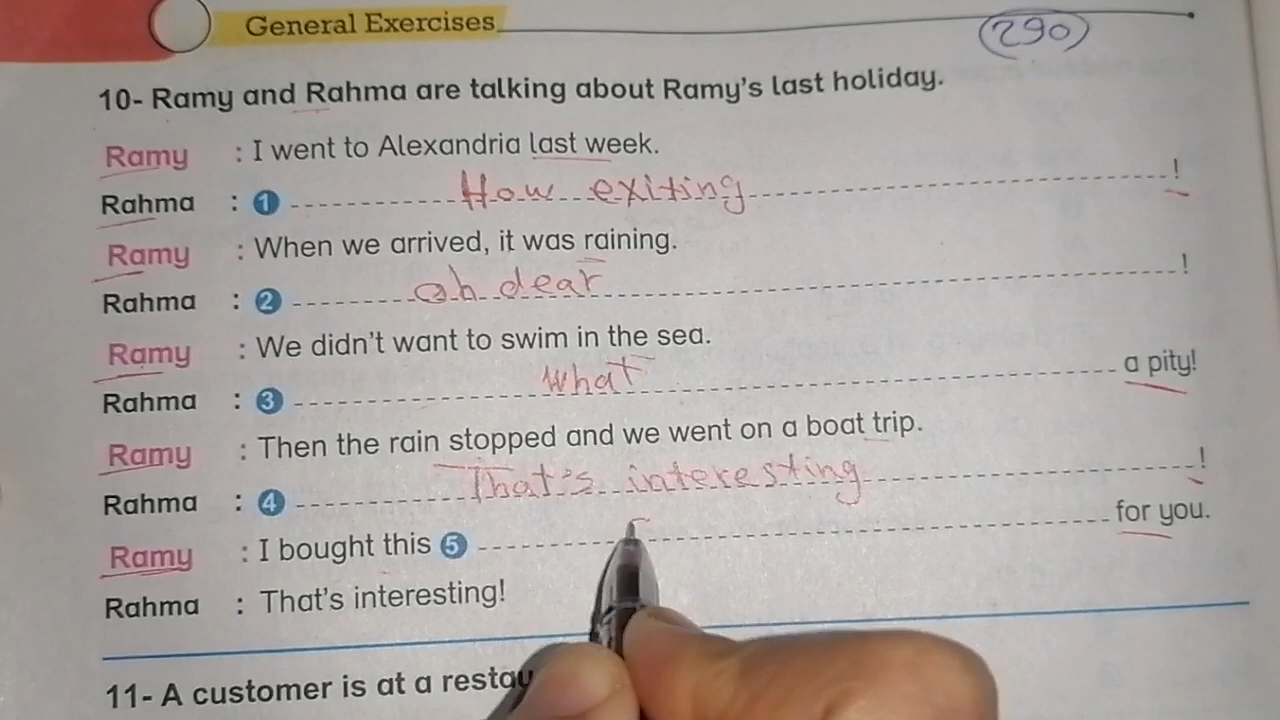 General Exercises
290
10- Ramy and Rahma are talking about Ramy's last holiday.
Ramy : I went to Alexandria last week.
Rahma : 1 How exiting !
Ramy : When we arrived, it was raining.
Rahma : 2 oh dear !
Ramy : We didn't want to swim in the sea.
Rahma : 3 what a pity!
Ramy : Then the rain stopped and we went on a boat trip.
Rahma : 4 That's interesting !
Ramy : I bought this 5 for you.
Rahma : That's interesting!
11- A customer is at a restau